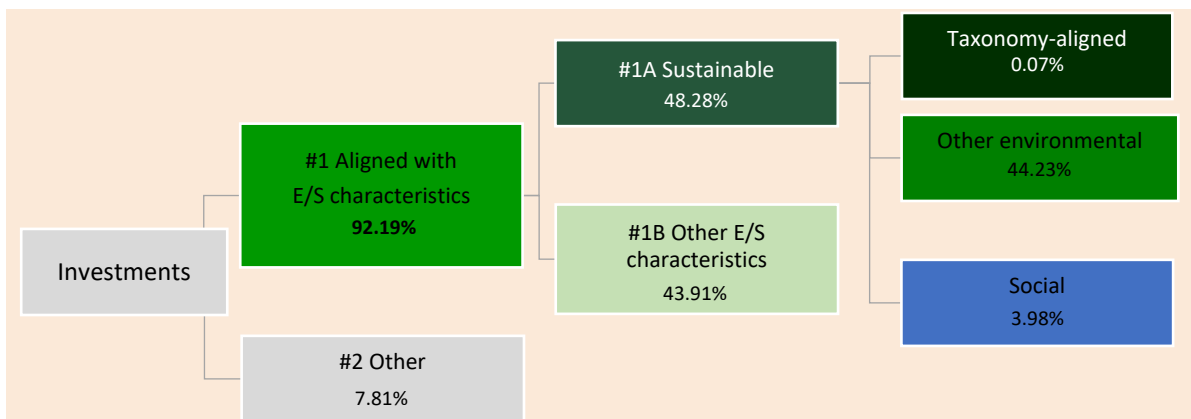 Investments
#1 Aligned with
E/S characteristics
92.19%
#2 Other
7.81%
#1A Sustainable
48.28%
#1B Other E/S
characteristics
43.91%
Taxonomy-aligned
0.07%
Other environmental
44.23%
Social
3.98%